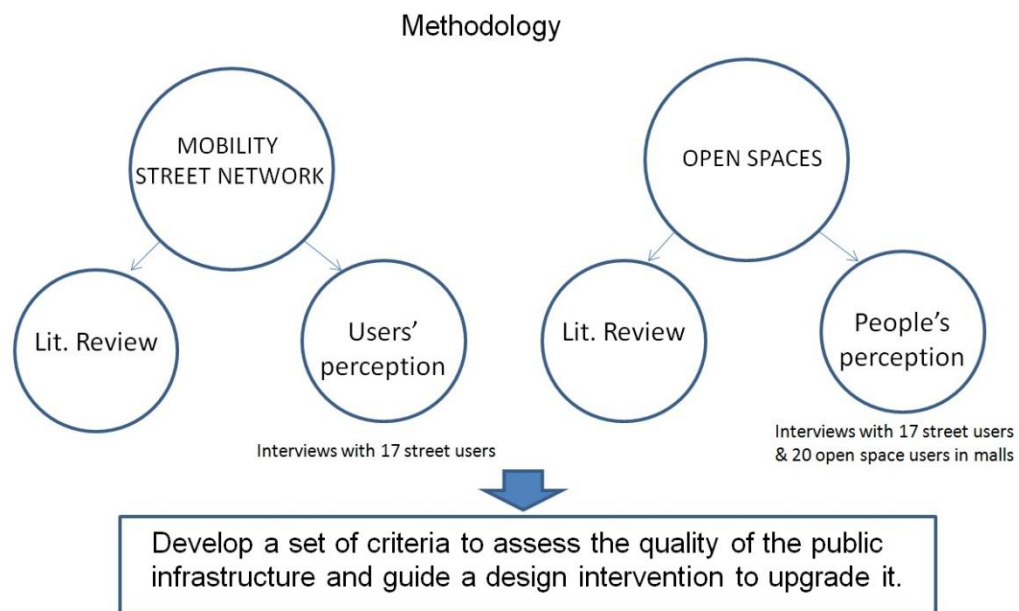 Methodology
MOBILITY
STREET NETWORK
OPEN SPACES
Lit. Review
Users’
perception
Lit. Review
People’s
perception
Interviews with 17 street users
Interviews with 17 street users
& 20 open space users in malls
Develop a set of criteria to assess the quality of the public
infrastructure and guide a design intervention to upgrade it.